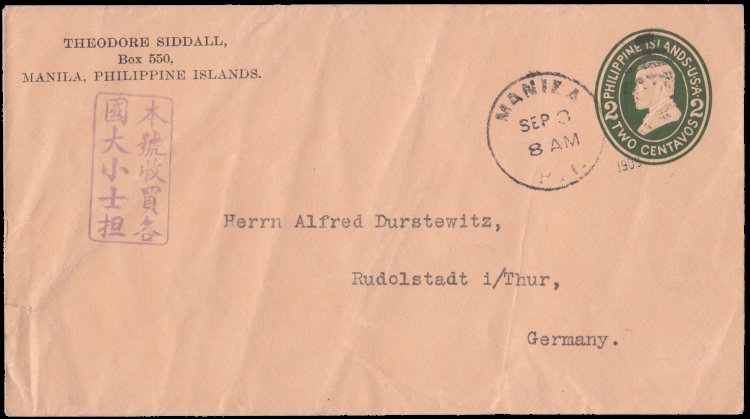 THEODORE SIDDALL,
Box 550,
MANILA, PHILIPPINE ISLANDS.
本號收買各
國大小士担
MANILA
SEP 3
8 AM
P.I.
PHILIPPINE ISLANDS·U·S·A·
2 2
TWO CENTAVOS
Herrn Alfred Durstewitz,
Rudolstadt i/Thur,
Germany.